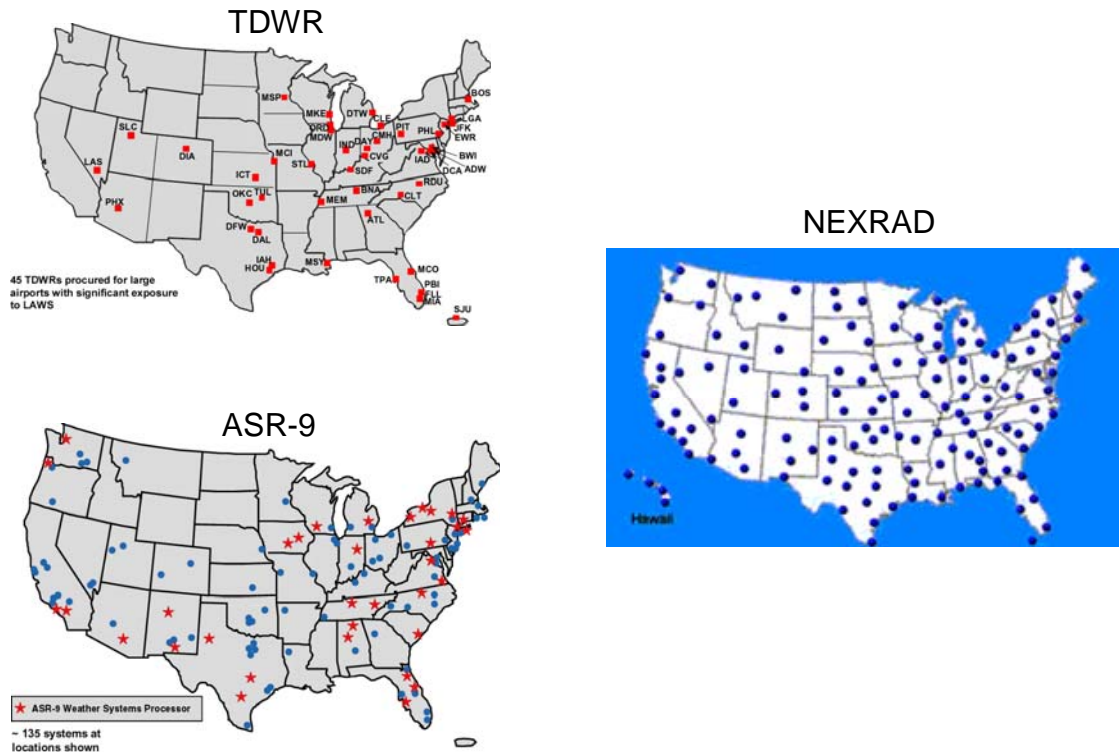 TDWR
BOS
MSP
MKE
DTW
CLE
LGA
ORD
PIT
PHL
JFK
SLC
MDW
IND
DAY
CMH
EWR
DIA
MCI
STL
CVG
IAD
BWI
LAS
ICT
SDF
DCA
ADW
OKC
TUL
BNA
RDU
PHX
MEM
CLT
ATL
DFW
DAL
IAH
MSY
MCO
HOU
TPA
PBI
FLL
MIA
SJU
45 TDWRs procured for large
airports with significant exposure
to LAWS
NEXRAD
Hawaii
ASR-9
ASR-9 Weather Systems Processor
~ 135 systems at
locations shown